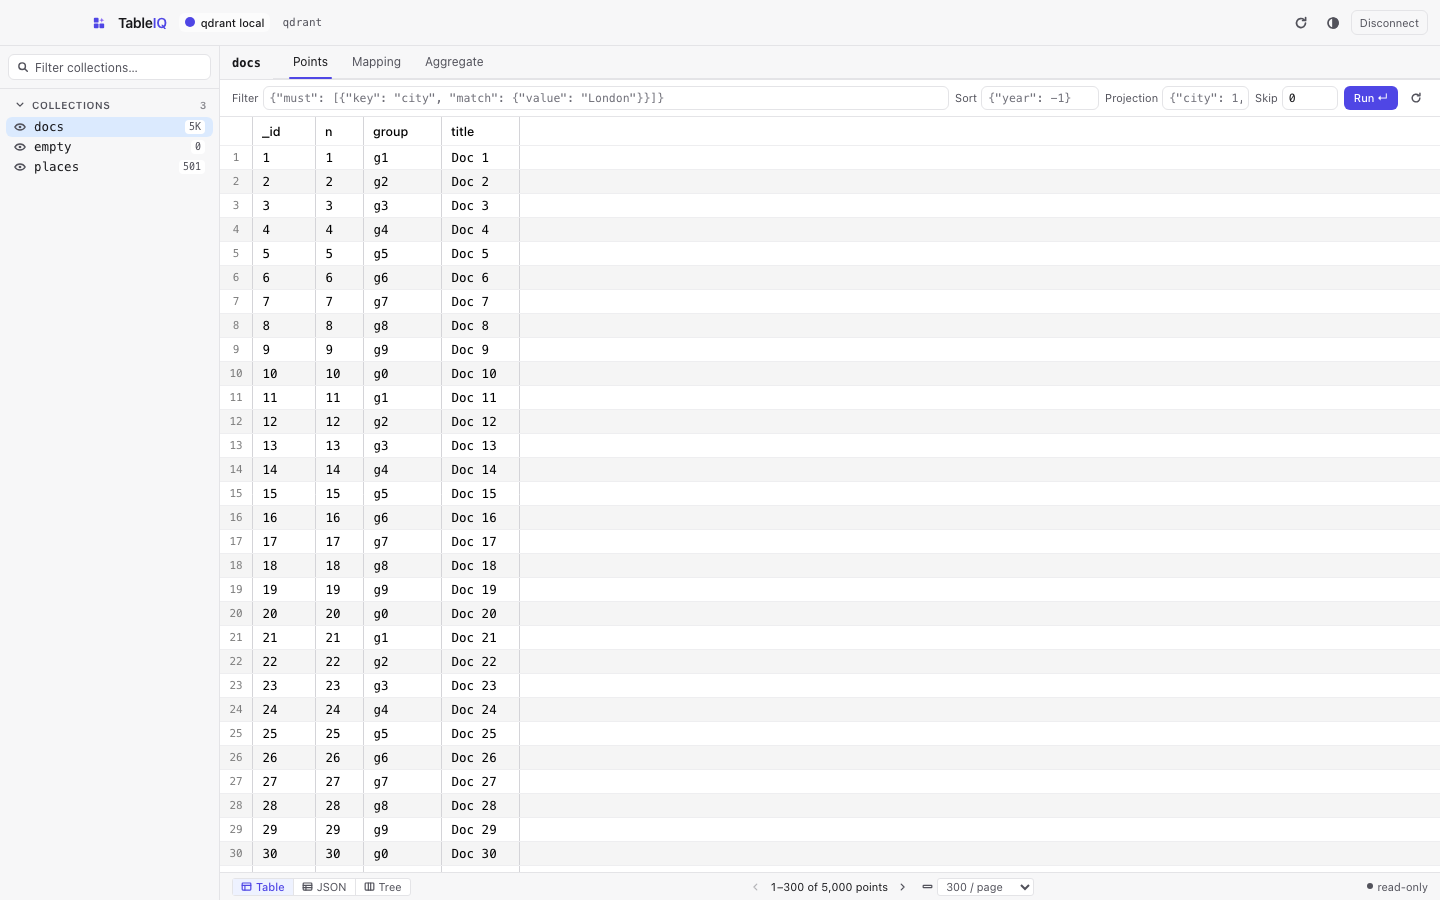 TableIQ qdrant local qdrant Disconnect
Filter collections...
COLLECTIONS 3
docs 5K
empty 0
places 501
docs Points Mapping Aggregate
Filter {"must": [{"key": "city", "match": {"value": "London"}}]} Sort {"year": −1} Projection {"city": 1, Skip 0 Run ↵
_id n group title
1 1 1 g1 Doc 1
2 2 2 g2 Doc 2
3 3 3 g3 Doc 3
4 4 4 g4 Doc 4
5 5 5 g5 Doc 5
6 6 6 g6 Doc 6
7 7 7 g7 Doc 7
8 8 8 g8 Doc 8
9 9 9 g9 Doc 9
10 10 10 g0 Doc 10
11 11 11 g1 Doc 11
12 12 12 g2 Doc 12
13 13 13 g3 Doc 13
14 14 14 g4 Doc 14
15 15 15 g5 Doc 15
16 16 16 g6 Doc 16
17 17 17 g7 Doc 17
18 18 18 g8 Doc 18
19 19 19 g9 Doc 19
20 20 20 g0 Doc 20
21 21 21 g1 Doc 21
22 22 22 g2 Doc 22
23 23 23 g3 Doc 23
24 24 24 g4 Doc 24
25 25 25 g5 Doc 25
26 26 26 g6 Doc 26
27 27 27 g7 Doc 27
28 28 28 g8 Doc 28
29 29 29 g9 Doc 29
30 30 30 g0 Doc 30
Table JSON Tree 1–300 of 5,000 points 300 / page read-only